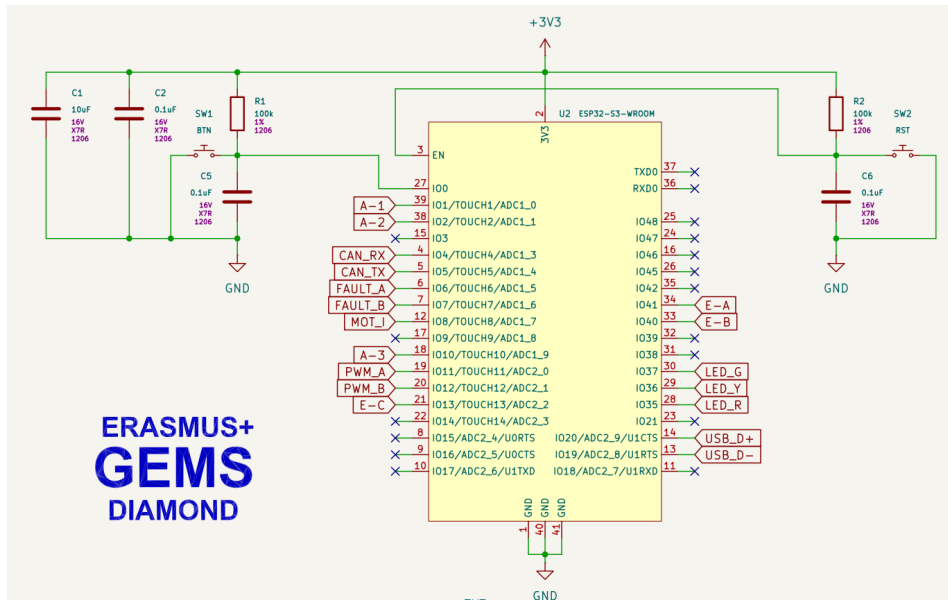 +3V3
C1
10uF
16V
X7R
1206
C2
0.1uF
16V
X7R
1206
SW1
BTN
R1
100k
1%
1206
C5
0.1uF
16V
X7R
1206
GND
U2 ESP32-S3-WROOM
2
3V3
R2
100k
1%
1206
SW2
RST
C6
0.1uF
16V
X7R
1206
GND
3 EN
27 IO0
A-1 39 IO1/TOUCH1/ADC1_0
A-2 38 IO2/TOUCH2/ADC1_1
15 IO3
CAN_RX 4 IO4/TOUCH4/ADC1_3
CAN_TX 5 IO5/TOUCH5/ADC1_4
FAULT_A 6 IO6/TOUCH6/ADC1_5
FAULT_B 7 IO7/TOUCH7/ADC1_6
MOT_I 12 IO8/TOUCH8/ADC1_7
17 IO9/TOUCH9/ADC1_8
A-3 18 IO10/TOUCH10/ADC1_9
PWM_A 19 IO11/TOUCH11/ADC2_0
PWM_B 20 IO12/TOUCH12/ADC2_1
E-C 21 IO13/TOUCH13/ADC2_2
22 IO14/TOUCH14/ADC2_3
8 IO15/ADC2_4/U0RTS
9 IO16/ADC2_5/U0CTS
10 IO17/ADC2_6/U1TXD
TXD0 37
RXD0 36
IO48 25
IO47 24
IO46 16
IO45 26
IO42 35
IO41 34 E-A
IO40 33 E-B
IO39 32
IO38 31
IO37 30 LED_G
IO36 29 LED_Y
IO35 28 LED_R
IO21 23
IO20/ADC2_9/U1CTS 14 USB_D+
IO19/ADC2_8/U1RTS 13 USB_D-
IO18/ADC2_7/U1RXD 11
GND GND GND
1 40 41
GND
ERASMUS+
GEMS
DIAMOND